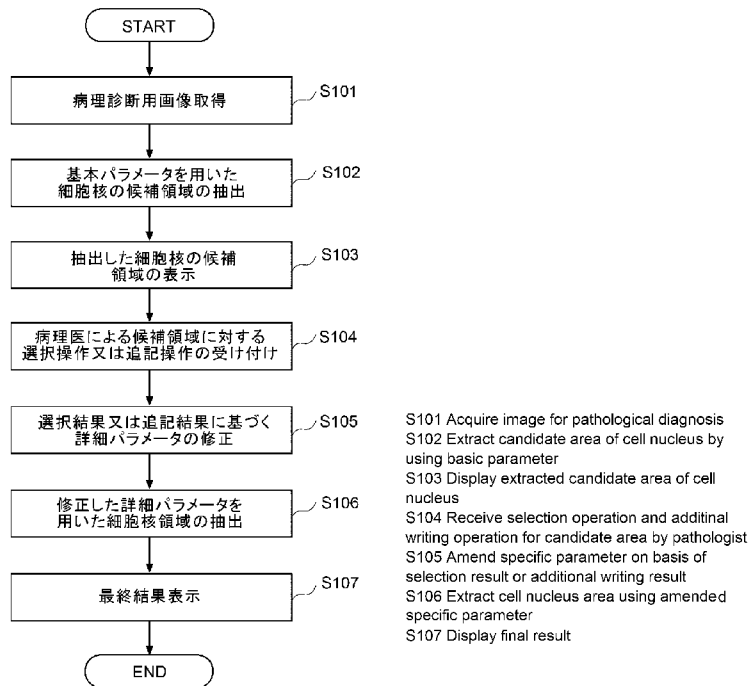 START
病理診断用画像取得
S101
基本パラメータを用いた
細胞核の候補領域の抽出
S102
抽出した細胞核の候補
領域の表示
S103
病理医による候補領域に対する
選択操作又は追記操作の受け付け
S104
選択結果又は追記結果に基づく
詳細パラメータの修正
S105
修正した詳細パラメータを
用いた細胞核領域の抽出
S106
最終結果表示
S107
END
S101 Acquire image for pathological diagnosis
S102 Extract candidate area of cell nucleus by
using basic parameter
S103 Display extracted candidate area of cell
nucleus
S104 Receive selection operation and additinal
writing operation for candidate area by pathologist
S105 Amend specific parameter on basis of
selection result or additional writing result
S106 Extract cell nucleus area using amended
specific parameter
S107 Display final result